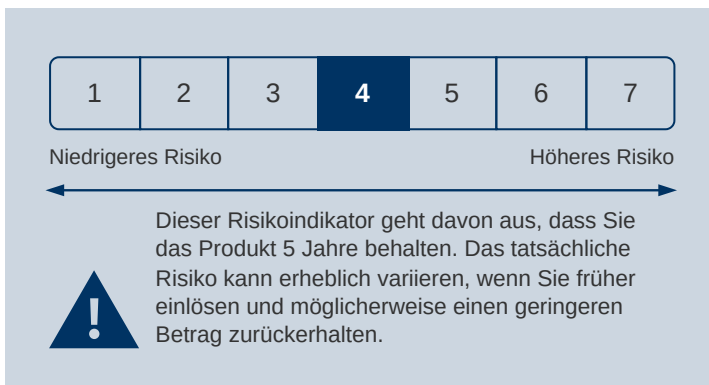 1 2 3 4 5 6 7
Niedrigeres Risiko Höheres Risiko
Dieser Risikoindikator geht davon aus, dass Sie
das Produkt 5 Jahre behalten. Das tatsächliche
Risiko kann erheblich variieren, wenn Sie früher
einlösen und möglicherweise einen geringeren
Betrag zurückerhalten.
!